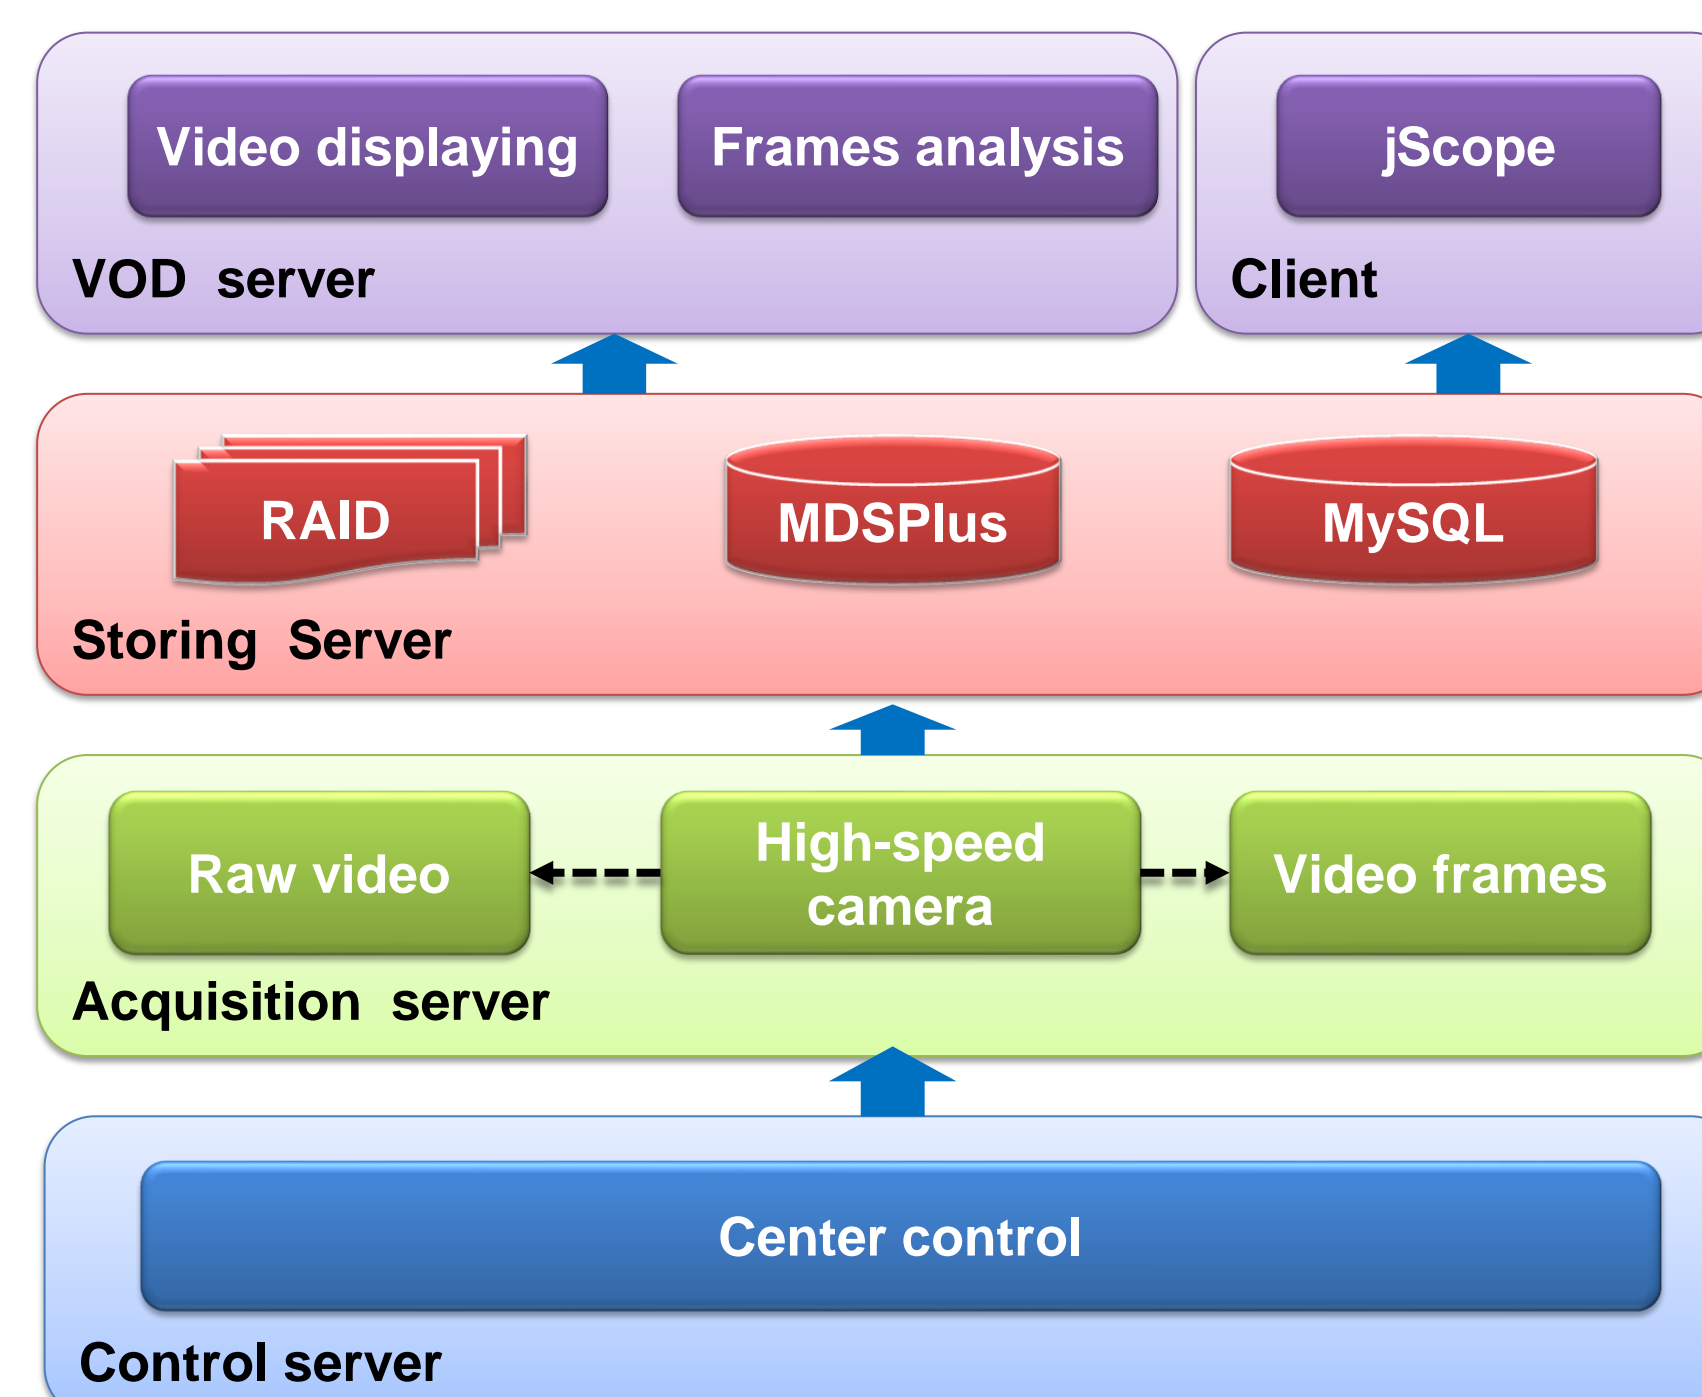 Video displaying
Frames analysis
jScope
VOD server
Client
RAID
MDSPlus
MySQL
Storing Server
Raw video
High-speed
camera
Video frames
Acquisition server
Center control
Control server